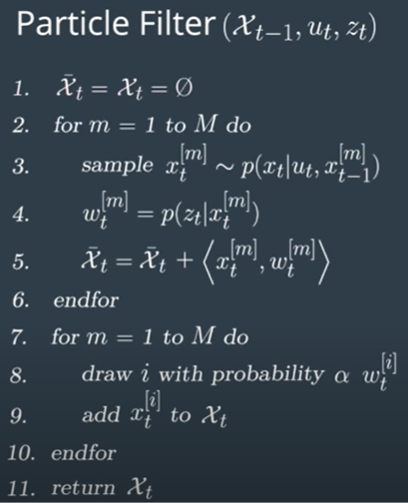 Particle Filter (𝒳ₜ₋₁, uₜ, zₜ)
1. 𝒳̄ₜ = 𝒳ₜ = ∅
2. for m = 1 to M do
3. sample xₜ^[m] ~ p(xₜ|uₜ, xₜ₋₁^[m])
4. wₜ^[m] = p(zₜ|xₜ^[m])
5. 𝒳̄ₜ = 𝒳̄ₜ + ⟨xₜ^[m], wₜ^[m]⟩
6. endfor
7. for m = 1 to M do
8. draw i with probability α wₜ^[i]
9. add xₜ^[i] to 𝒳ₜ
10. endfor
11. return 𝒳ₜ